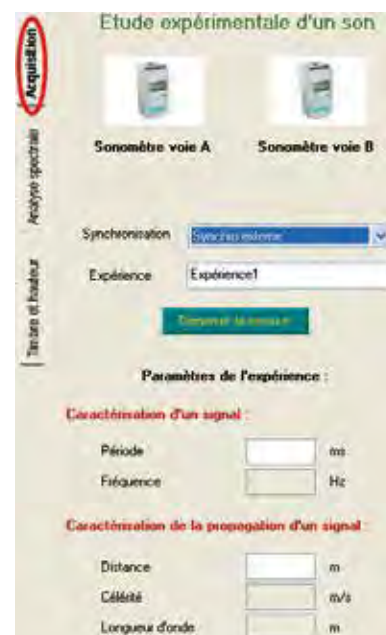 Etude expérimentale d'un son
Acquisition
Analyse spectrale
Timbre et hauteur
Sonomètre voie A
Sonomètre voie B
Synchronisation
Synchro externe
Expérience
Expérience1
Démarrer la mesure
Paramètres de l'expérience :
Caractérisation d'un signal :
Période
ms
Fréquence
Hz
Caractérisation de la propagation d'un signal :
Distance
m
Célérité
m/s
Longueur d'onde
m